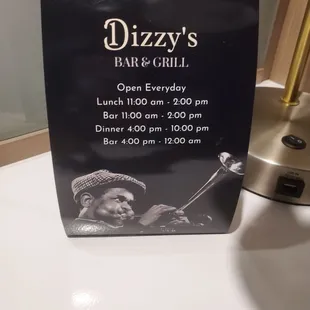 Dizzy's
BAR & GRILL
Open Everyday
Lunch 11:00 am - 2:00 pm
Bar 11:00 am - 2:00 pm
Dinner 4:00 pm - 10:00 pm
Bar 4:00 pm - 12:00 am